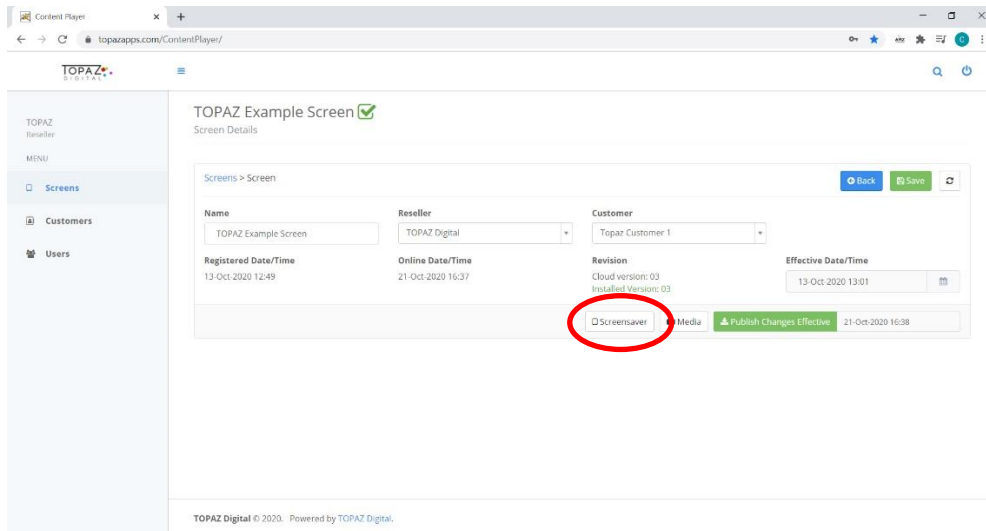 Content Player
topazapps.com/ContentPlayer/
TOPAZ
DIGITAL
TOPAZ
Reseller
MENU
Screens
Customers
Users
TOPAZ Example Screen
Screen Details
Screens > Screen
Back
Save
Name
Reseller
Customer
TOPAZ Example Screen
TOPAZ Digital
Topaz Customer 1
Registered Date/Time
Online Date/Time
Revision
Effective Date/Time
13-Oct-2020 12:49
21-Oct-2020 16:37
Cloud version: 03
Installed Version: 03
13-Oct-2020 13:01
Screensaver
Media
Publish Changes Effective
21-Oct-2020 16:38
TOPAZ Digital © 2020. Powered by TOPAZ Digital.